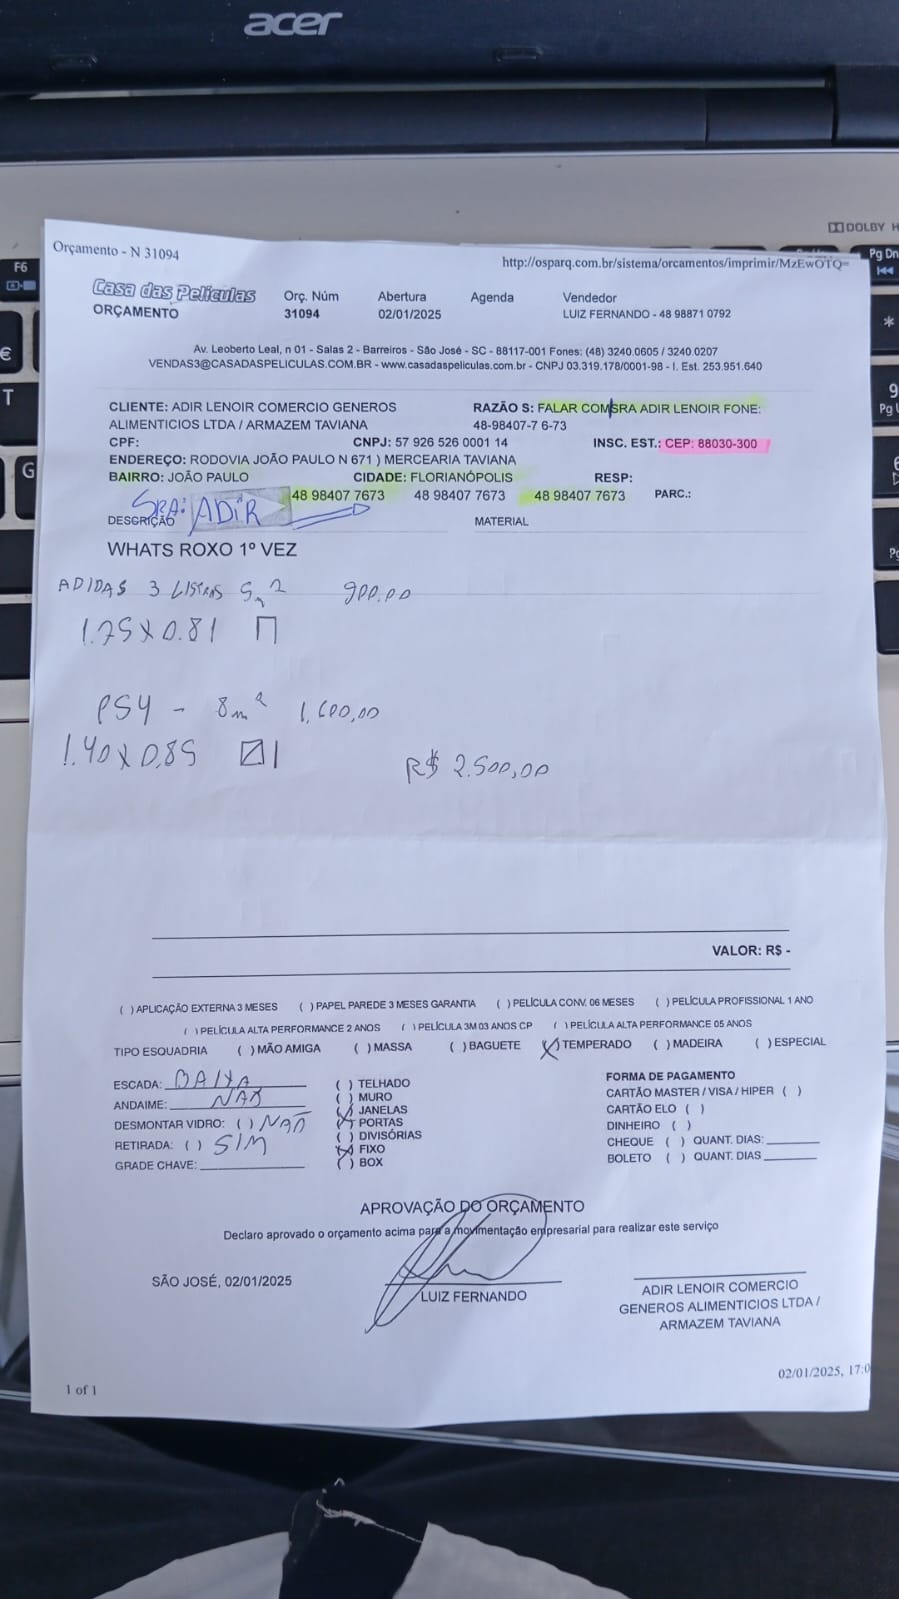 acer
DOLBY
F6
Pg Dn
Orçamento - N 31094
http://osparq.com.br/sistema/orcamentos/imprimir/MzEwOTQ=
Casa das Películas
ORÇAMENTO
Orç. Núm
31094
Abertura
02/01/2025
Agenda
Vendedor
LUIZ FERNANDO - 48 98871 0792
Av. Leoberto Leal, n 01 - Salas 2 - Barreiros - São José - SC - 88117-001 Fones: (48) 3240.0605 / 3240.0207
VENDAS3@CASADASPELICULAS.COM.BR - www.casadaspeliculas.com.br - CNPJ 03.319.178/0001-98 - I. Est. 253.951.640
CLIENTE: ADIR LENOIR COMERCIO GENEROS
ALIMENTICIOS LTDA / ARMAZEM TAVIANA
RAZÃO S: FALAR COM SRA ADIR LENOIR FONE:
48-98407-7 6-73
CPF: CNPJ: 57 926 526 0001 14 INSC. EST.: CEP: 88030-300
ENDEREÇO: RODOVIA JOÃO PAULO N 671 ) MERCEARIA TAVIANA
BAIRRO: JOÃO PAULO CIDADE: FLORIANÓPOLIS RESP:
48 98407 7673 48 98407 7673 48 98407 7673 PARC.:
SRA: ADIR
DESCRIÇÃO MATERIAL
WHATS ROXO 1º VEZ
ADIDAS 3 LISTRAS 5m2 900,00
1.75 x 0.81
PS4 - 8m² 1,600,00
1.40 x 0,85
R$ 2.500,00
VALOR: R$ -
( ) APLICAÇÃO EXTERNA 3 MESES ( ) PAPEL PAREDE 3 MESES GARANTIA ( ) PELÍCULA CONV. 06 MESES ( ) PELÍCULA PROFISSIONAL 1 ANO
( ) PELÍCULA ALTA PERFORMANCE 2 ANOS ( ) PELÍCULA 3M 03 ANOS CP ( ) PELÍCULA ALTA PERFORMANCE 05 ANOS
TIPO ESQUADRIA ( ) MÃO AMIGA ( ) MASSA ( ) BAGUETE (X) TEMPERADO ( ) MADEIRA ( ) ESPECIAL
ESCADA: BAIXA
ANDAIME: NAO
DESMONTAR VIDRO: ( ) NAO
RETIRADA: ( ) SIM
GRADE CHAVE:
( ) TELHADO
( ) MURO
(X) JANELAS
(X) PORTAS
( ) DIVISÓRIAS
(X) FIXO
( ) BOX
FORMA DE PAGAMENTO
CARTÃO MASTER / VISA / HIPER ( )
CARTÃO ELO ( )
DINHEIRO ( )
CHEQUE ( ) QUANT. DIAS:
BOLETO ( ) QUANT. DIAS
APROVAÇÃO DO ORÇAMENTO
Declaro aprovado o orçamento acima para a movimentação empresarial para realizar este serviço
SÃO JOSÉ, 02/01/2025
LUIZ FERNANDO
ADIR LENOIR COMERCIO
GENEROS ALIMENTICIOS LTDA /
ARMAZEM TAVIANA
02/01/2025, 17:0
1 of 1